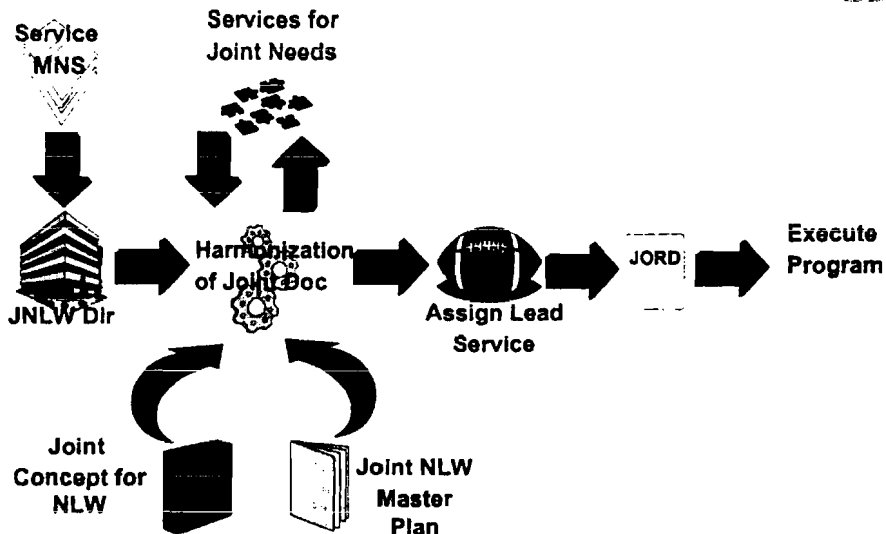 Service
MNS
Services for
Joint Needs
JNLW Dir
Harmonization
of Joint Doc
Assign Lead
Service
JORD
Execute
Program
Joint
Concept for
NLW
Joint NLW
Master
Plan